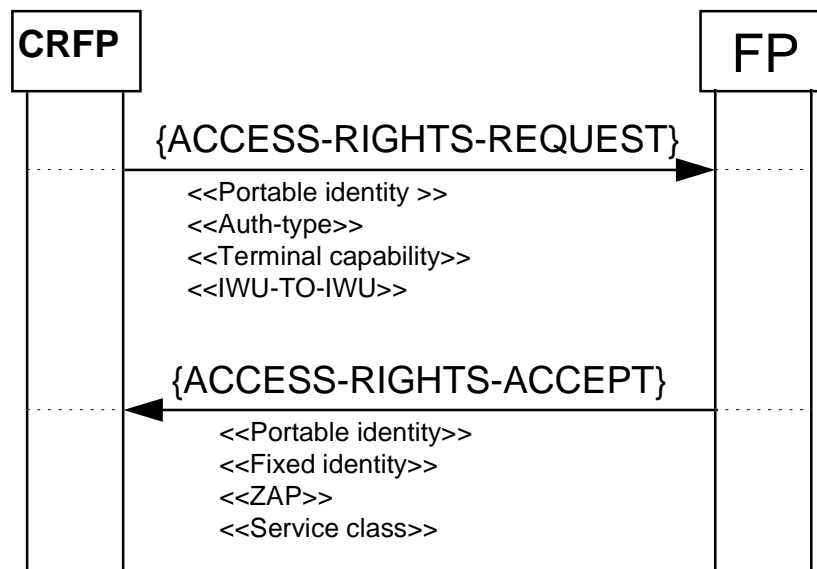 CRFP
FP
{ACCESS-RIGHTS-REQUEST}
<<Portable identity >>
<<Auth-type>>
<<Terminal capability>>
<<IWU-TO-IWU>>
{ACCESS-RIGHTS-ACCEPT}
<<Portable identity>>
<<Fixed identity>>
<<ZAP>>
<<Service class>>